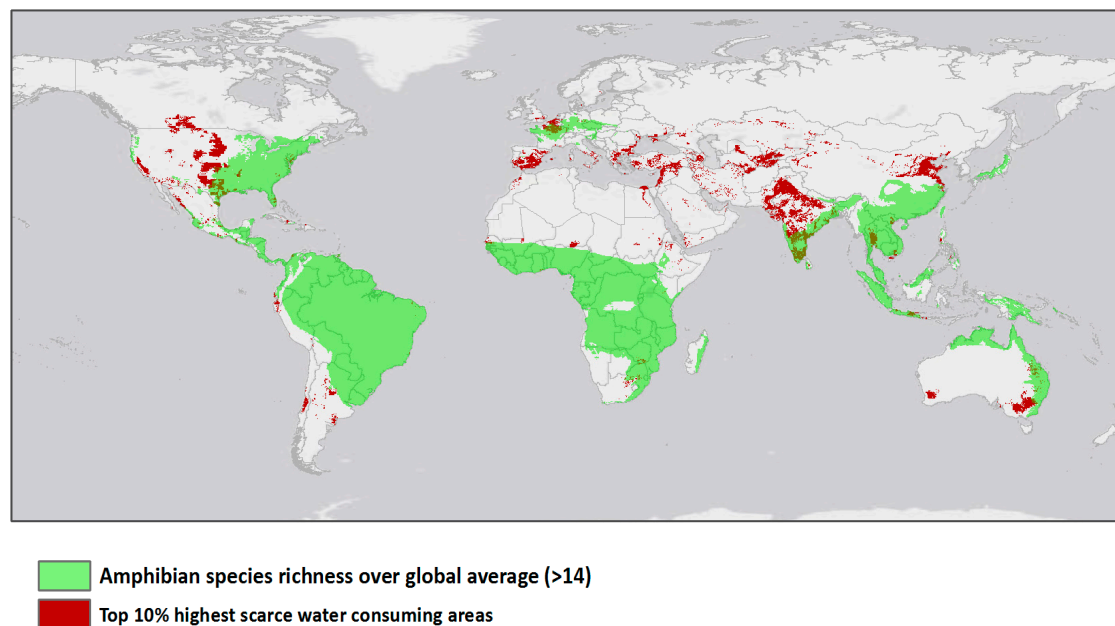 Amphibian species richness over global average (>14)
Top 10% highest scarce water consuming areas